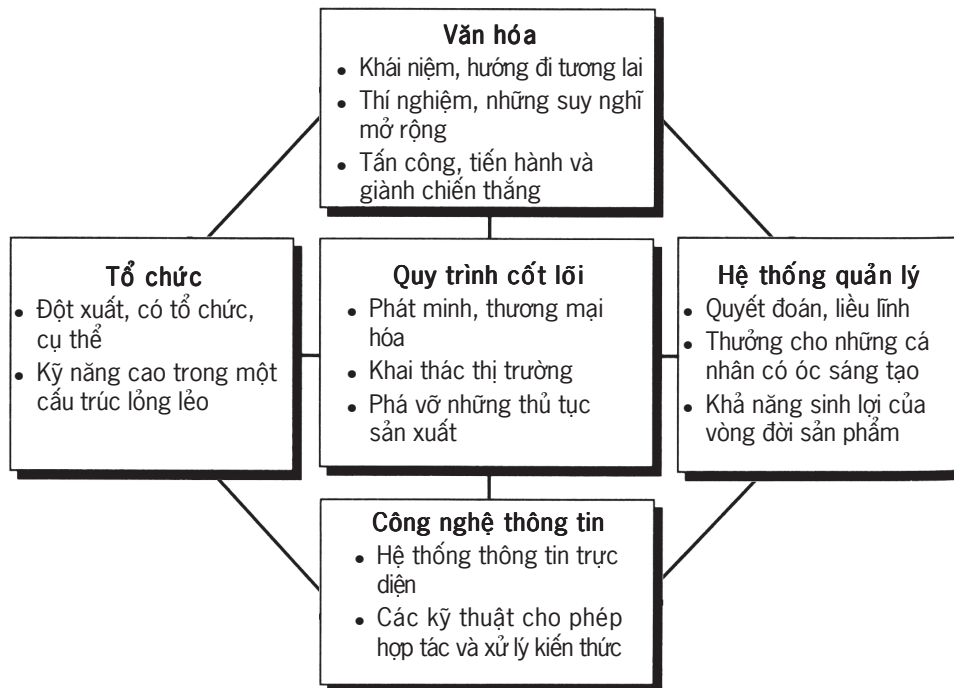 Văn hóa
• Khái niệm, hướng đi tương lai
• Thí nghiệm, những suy nghĩ
mở rộng
• Tấn công, tiến hành và
giành chiến thắng
Tổ chức
• Đột xuất, có tổ chức,
cụ thể
• Kỹ năng cao trong một
cấu trúc lỏng lẻo
Quy trình cốt lõi
• Phát minh, thương mại
hóa
• Khai thác thị trường
• Phá vỡ những thủ tục
sản xuất
Hệ thống quản lý
• Quyết đoán, liều lĩnh
• Thưởng cho những cá
nhân có óc sáng tạo
• Khả năng sinh lợi của
vòng đời sản phẩm
Công nghệ thông tin
• Hệ thống thông tin trực
diện
• Các kỹ thuật cho phép
hợp tác và xử lý kiến thức